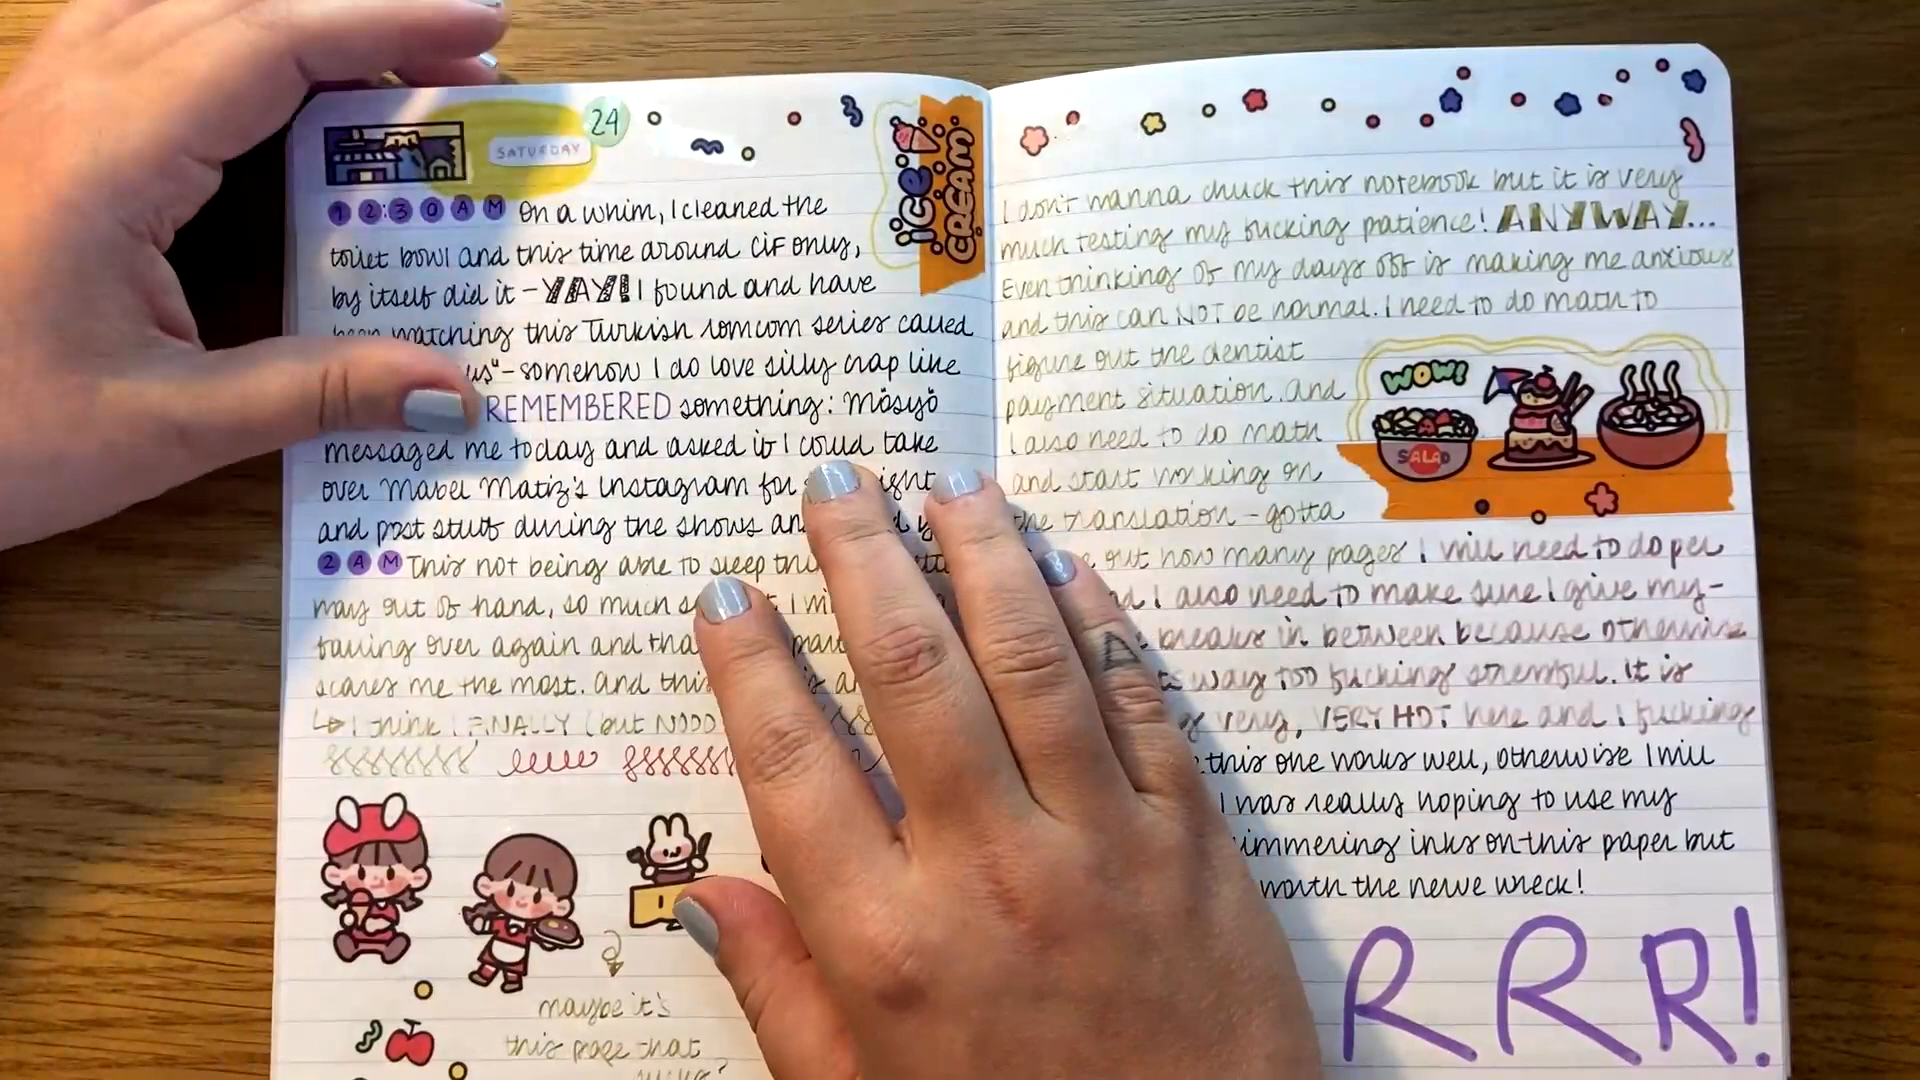 24
SATURDAY
ICE CREAM
12:30AM On a whim, I cleaned the
toilet bowl and this time around CIF only,
by itself did it - YAY! I found and have
been watching this Turkish romcom series called
us" - somehow I do love silly crap like
REMEMBERED something: Mösyö
messaged me today and asked if I could take
over Mabel Matiz's Instagram for
and post stuff during the shows
2AM This not being able to sleep
way out of hand, so much
falling over again and
scares me the most. And this
↳ I think I FINALLY (but NOOO
maybe it's
this page that
sucks?
I don't wanna chuck this notebook but it is very
much testing my fucking patience! ANYWAY...
Even thinking of my days off is making me anxious
and this can NOT be normal. I need to do math to
figure out the dentist
payment situation. And
I also need to do math
and start working on
the translation - gotta
out how many pages I will need to do per
I also need to make sure I give my-
breaks in between because otherwise
way TOO fucking stressful. It is
very, VERY HOT here and I fucking
this one works well, otherwise I will
I was really hoping to use my
shimmering inks on this paper but
worth the nerve wreck!
WOW!
SALAD
RRR!